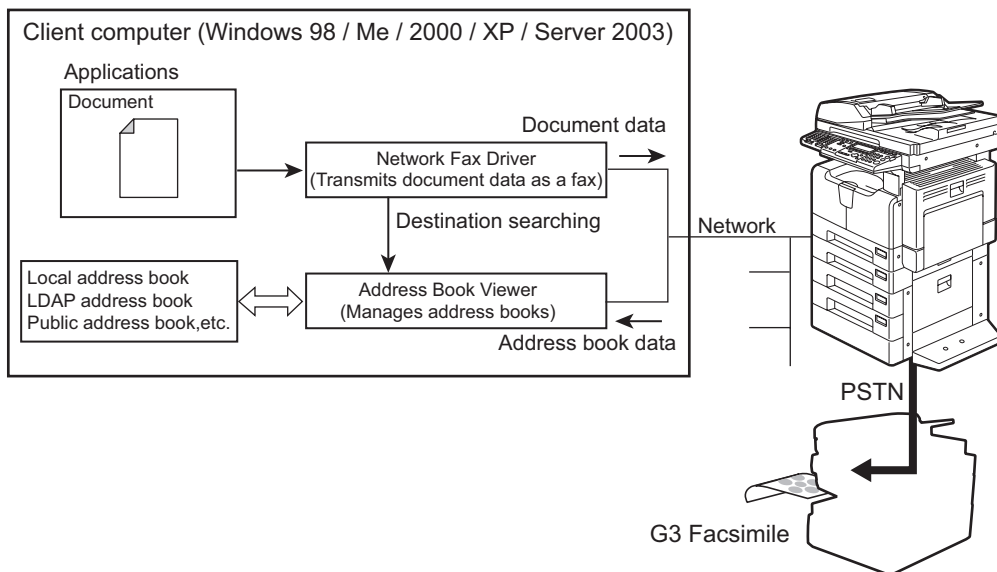 Client computer (Windows 98 / Me / 2000 / XP / Server 2003)
Applications
Document
Document data
Network Fax Driver
(Transmits document data as a fax)
Destination searching
Network
Local address book
LDAP address book
Public address book,etc.
Address Book Viewer
(Manages address books)
Address book data
PSTN
G3 Facsimile